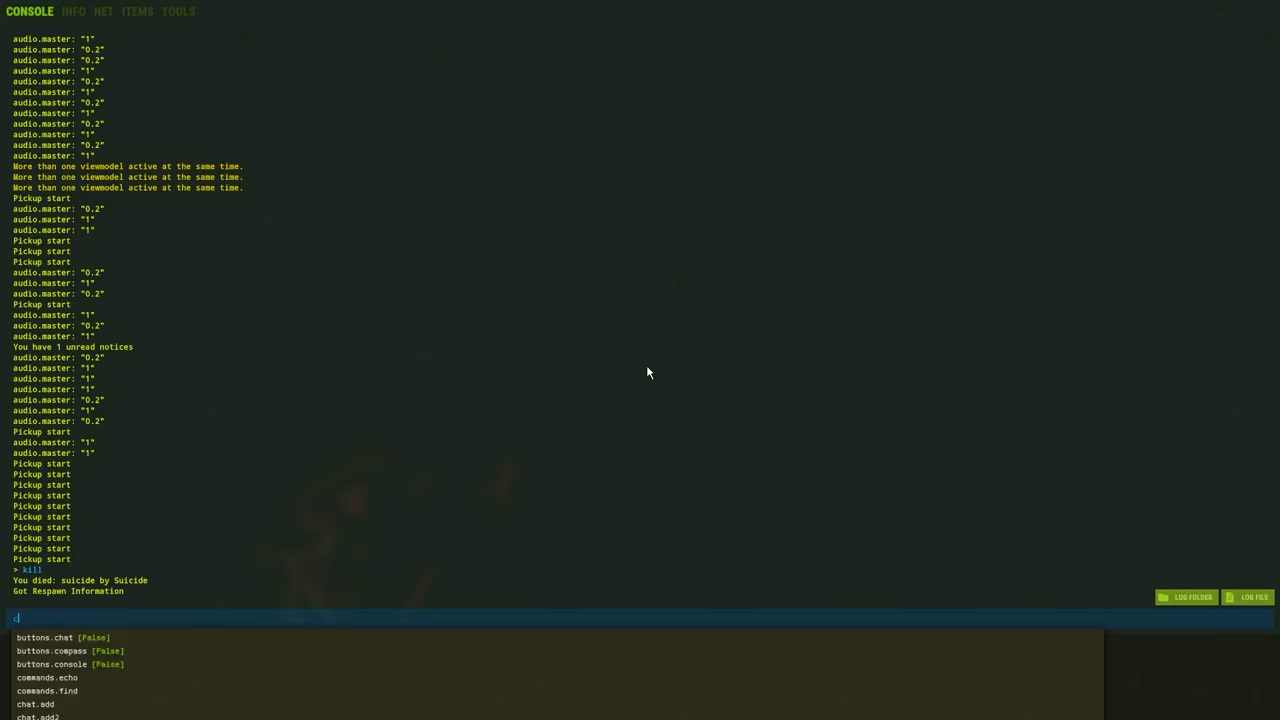 CONSOLE INFO NET ITEMS TOOLS
audio.master: "1"
audio.master: "0.2"
audio.master: "0.2"
audio.master: "1"
audio.master: "0.2"
audio.master: "1"
audio.master: "0.2"
audio.master: "1"
audio.master: "0.2"
audio.master: "1"
audio.master: "0.2"
audio.master: "1"
More than one viewmodel active at the same time.
More than one viewmodel active at the same time.
More than one viewmodel active at the same time.
Pickup start
audio.master: "0.2"
audio.master: "1"
audio.master: "1"
Pickup start
Pickup start
Pickup start
audio.master: "0.2"
audio.master: "1"
audio.master: "0.2"
Pickup start
audio.master: "1"
audio.master: "0.2"
audio.master: "1"
You have 1 unread notices
audio.master: "0.2"
audio.master: "1"
audio.master: "1"
audio.master: "1"
audio.master: "0.2"
audio.master: "1"
audio.master: "0.2"
Pickup start
audio.master: "1"
audio.master: "1"
Pickup start
Pickup start
Pickup start
Pickup start
Pickup start
Pickup start
Pickup start
Pickup start
Pickup start
Pickup start
> kill
You died: suicide by Suicide
Got Respawn Information
LOG FOLDER LOG FILE
c
buttons.chat [False]
buttons.compass [False]
buttons.console [False]
commands.echo
commands.find
chat.add
chat.add2